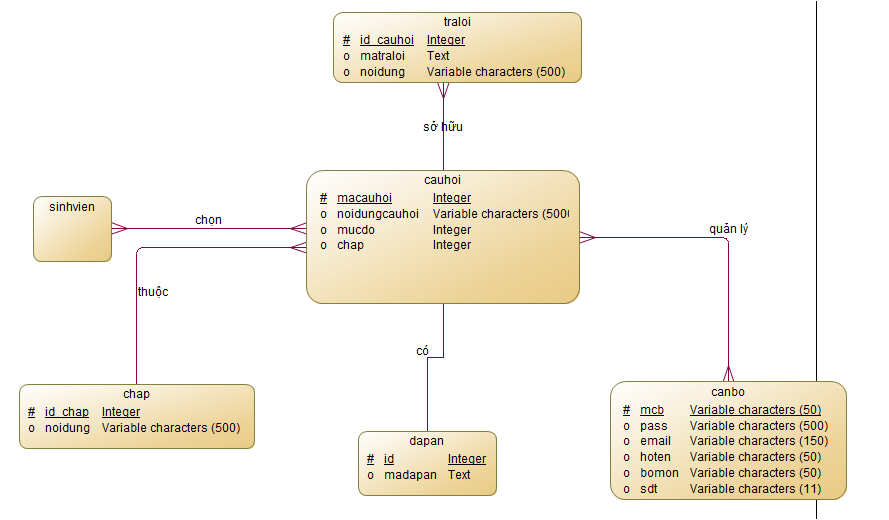 traloi
# id_cauhoi Integer
o matraloi Text
o noidung Variable characters (500)
sở hữu
cauhoi
# macauhoi Integer
o noidungcauhoi Variable characters (500
o mucdo Integer
o chap Integer
sinhvien
chọn
quản lý
thuộc
có
chap
# id_chap Integer
o noidung Variable characters (500)
dapan
# id Integer
o madapan Text
canbo
# mcb Variable characters (50)
o pass Variable characters (500)
o email Variable characters (150)
o hoten Variable characters (50)
o bomon Variable characters (50)
o sdt Variable characters (11)